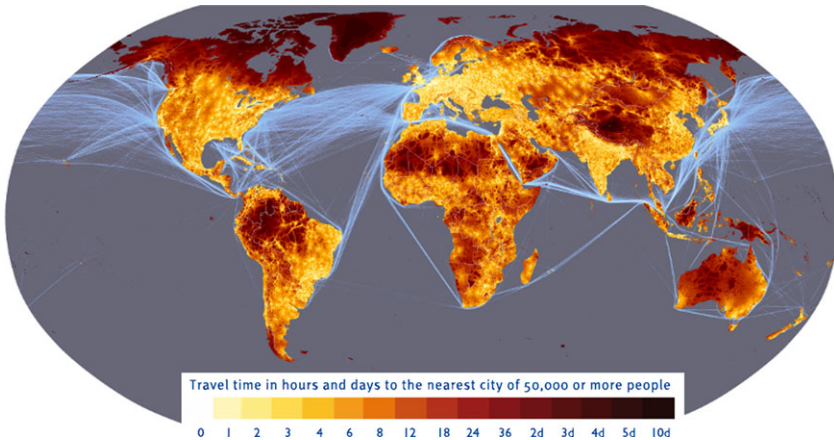 Travel time in hours and days to the nearest city of 50,000 or more people
0 1 2 3 4 6 8 12 18 24 36 2d 3d 4d 5d 10d